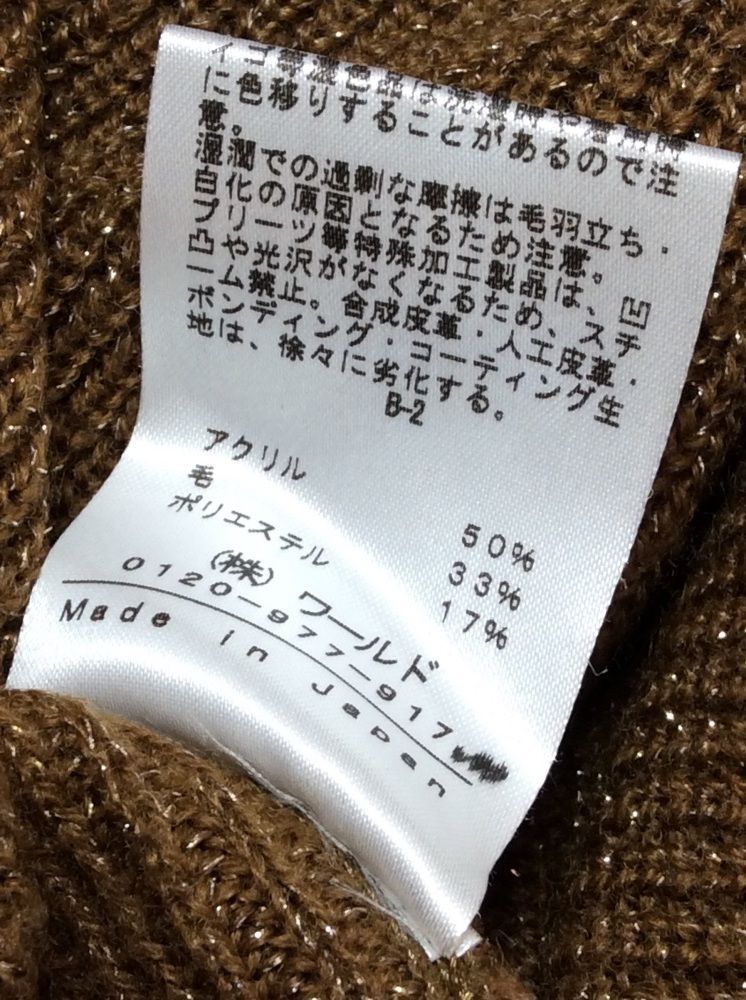 に色移りすることがあるので注
意。
湿潤での過剰な摩擦は毛羽立ち・
白化の原因となるため注意。
プリーツ等特殊加工製品は、凹
凸や光沢がなくなるため、スチ
ーム禁止。合成皮革・人工皮革・
ボンディング・コーティング生
地は、徐々に劣化する。
B-2
アクリル 50%
毛 33%
ポリエステル 17%
(株) ワールド
0120-977-917
Made in Japan